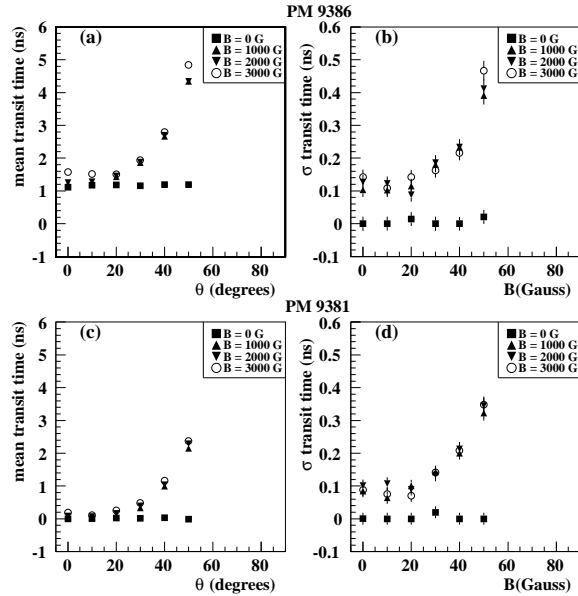 PM 9386
mean transit time (ns)
6
5
4
3
2
1
0
-1
(a)
B = 0 G
B = 1000 G
B = 2000 G
B = 3000 G
0 20 40 60 80
θ (degrees)
σ transit time (ns)
0.6
0.5
0.4
0.3
0.2
0.1
0
-0.1
(b)
B = 0 G
B = 1000 G
B = 2000 G
B = 3000 G
0 20 40 60 80
B(Gauss)
PM 9381
mean transit time (ns)
6
5
4
3
2
1
0
-1
(c)
B = 0 G
B = 1000 G
B = 2000 G
B = 3000 G
0 20 40 60 80
θ (degrees)
σ transit time (ns)
0.6
0.5
0.4
0.3
0.2
0.1
0
-0.1
(d)
B = 0 G
B = 1000 G
B = 2000 G
B = 3000 G
0 20 40 60 80
B(Gauss)